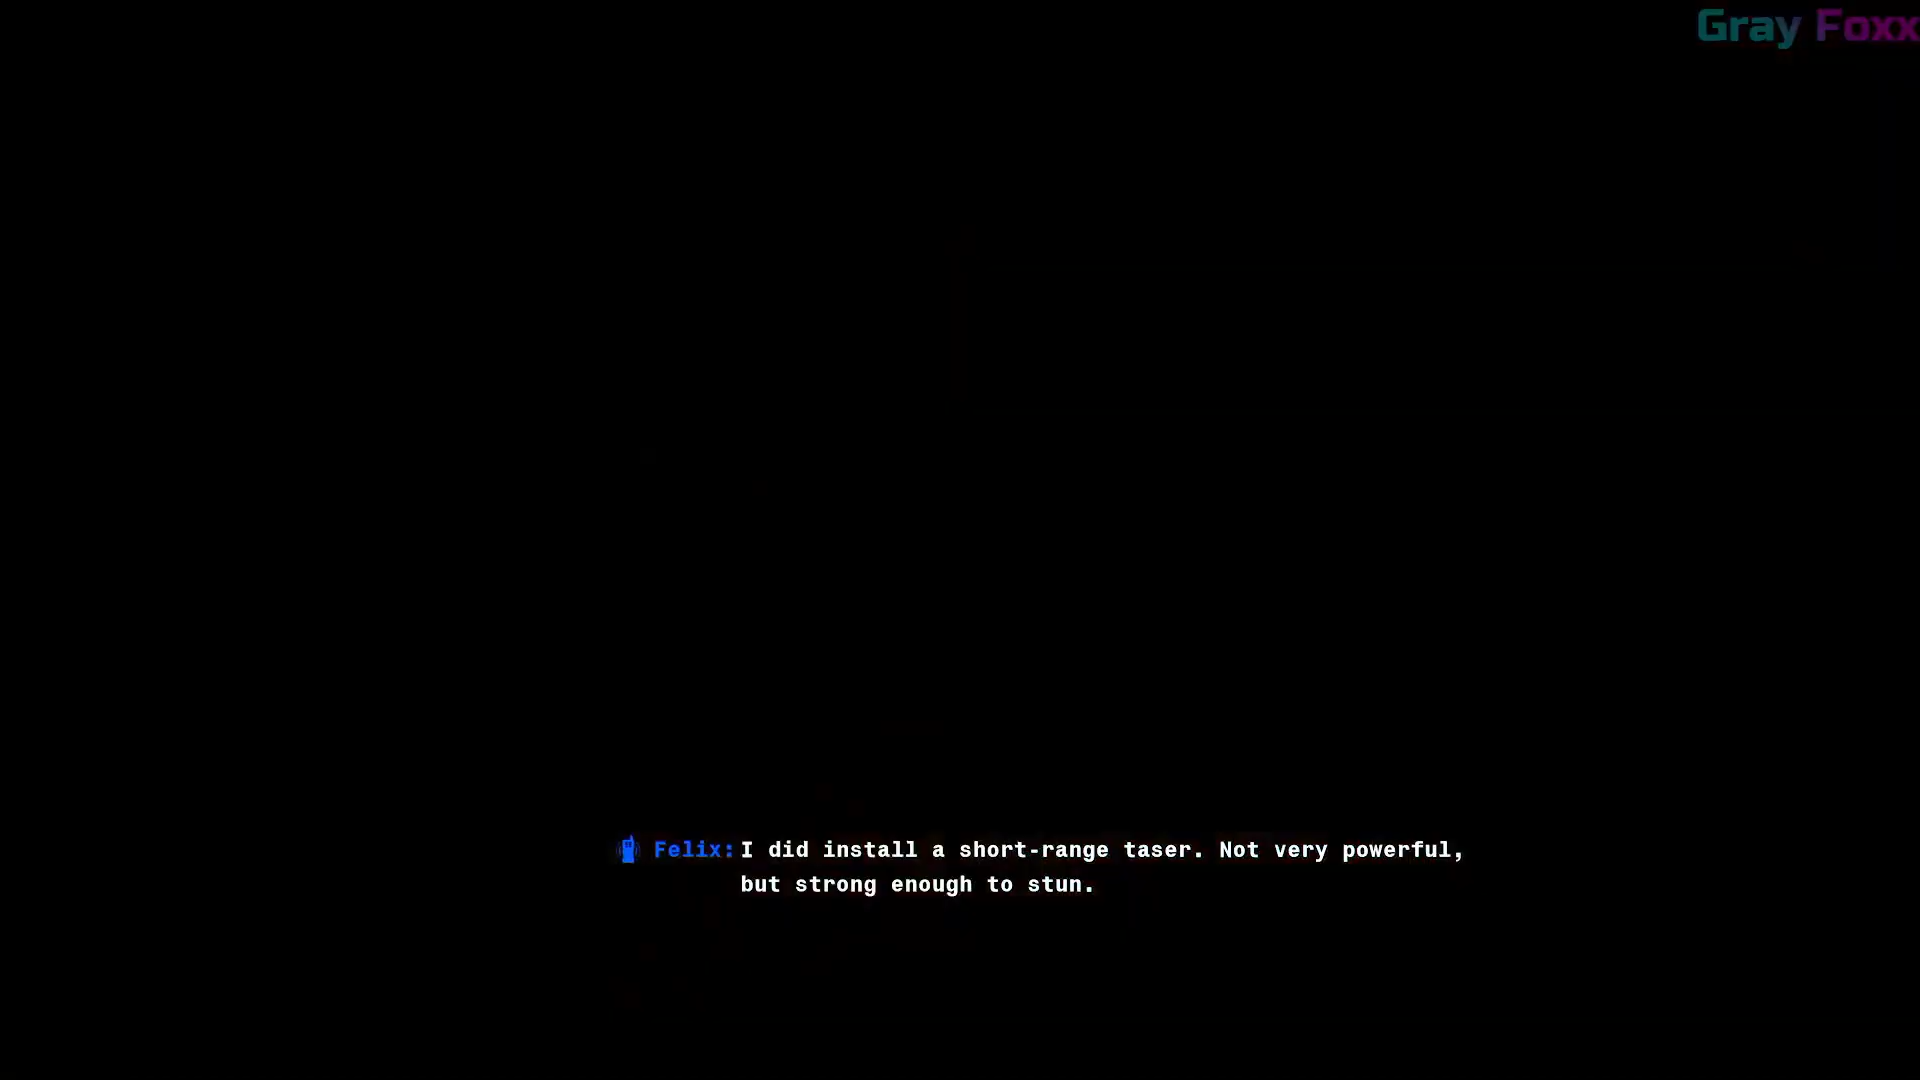 Gray Foxx
Felix: I did install a short-range taser. Not very powerful,
but strong enough to stun.